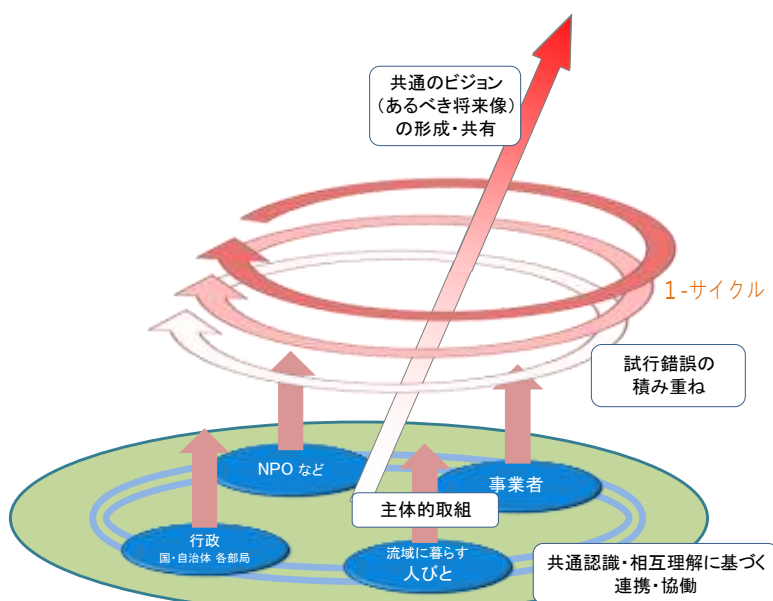 共通のビジョン
（あるべき将来像）
の形成・共有
1-サイクル
試行錯誤の
積み重ね
NPO など
事業者
主体的取組
行政
国・自治体 各部局
流域に暮らす
人びと
共通認識・相互理解に基づく
連携・協働